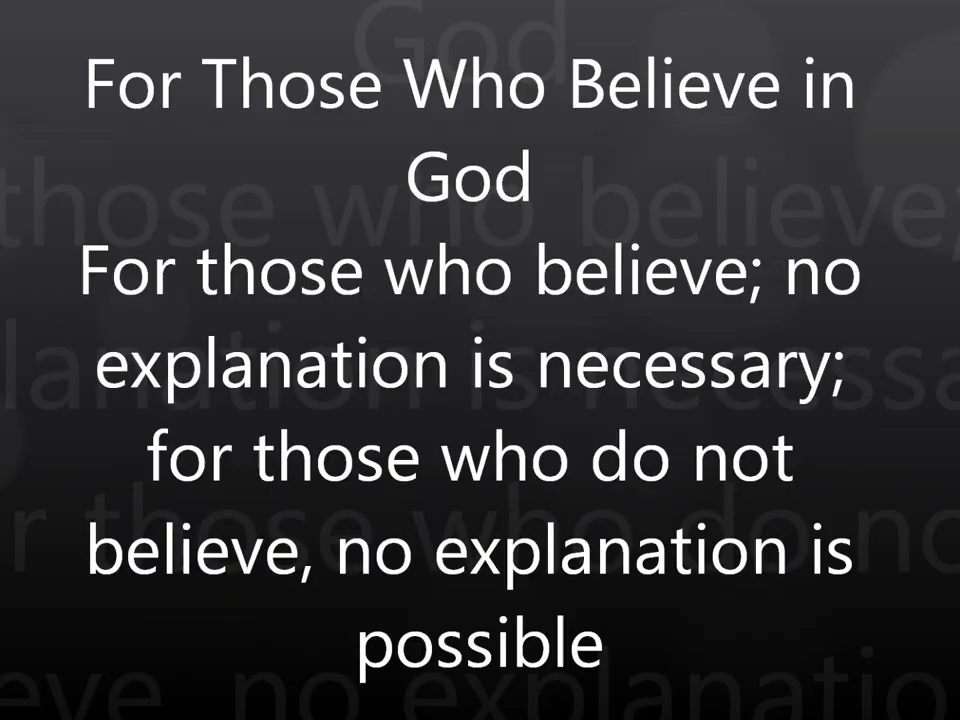 For Those Who Believe in
God
For those who believe; no
explanation is necessary;
for those who do not
believe, no explanation is
possible